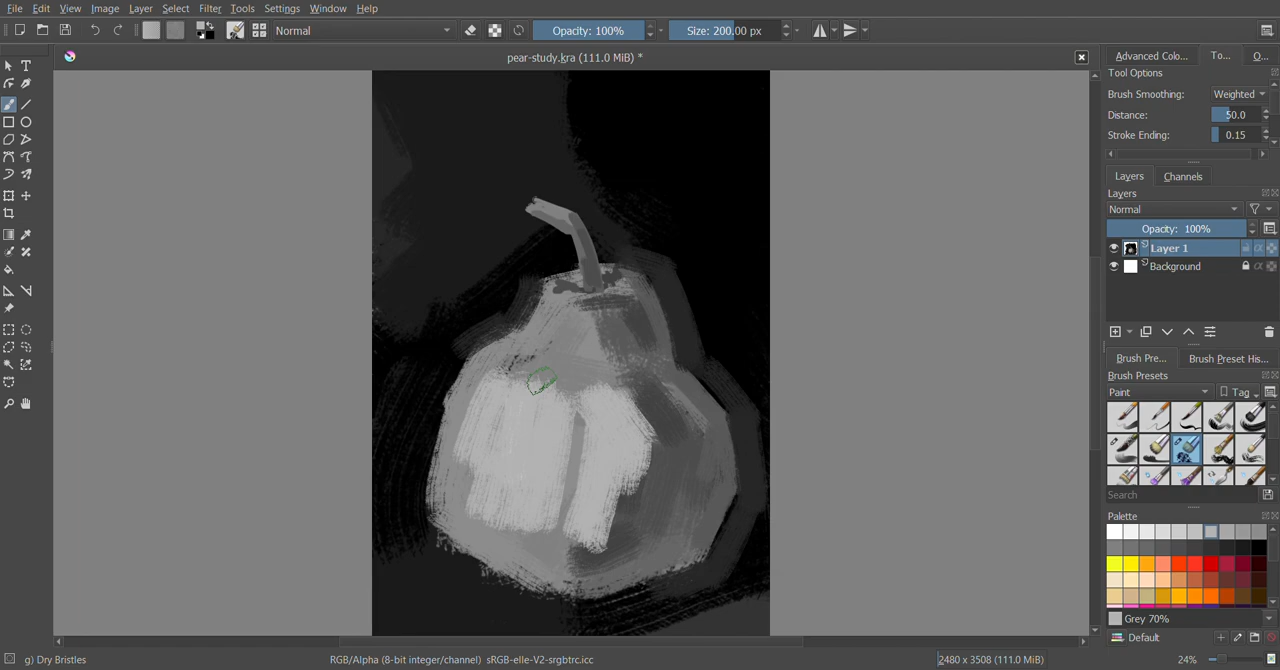 File Edit View Image Layer Select Filter Tools Settings Window Help
Normal Opacity: 100% Size: 200.00 px
pear-study.kra (111.0 MiB) *
Advanced Colo... To... O...
Tool Options
Brush Smoothing: Weighted
Distance: 50.0
Stroke Ending: 0.15
Layers Channels
Layers
Normal
Opacity: 100%
Layer 1
Background
Brush Pre... Brush Preset His...
Brush Presets
Paint Tag
Search
Palette
Grey 70%
Default
g) Dry Bristles RGB/Alpha (8-bit integer/channel) sRGB-elle-V2-srgbtrc.icc 2480 x 3508 (111.0 MiB) 24%